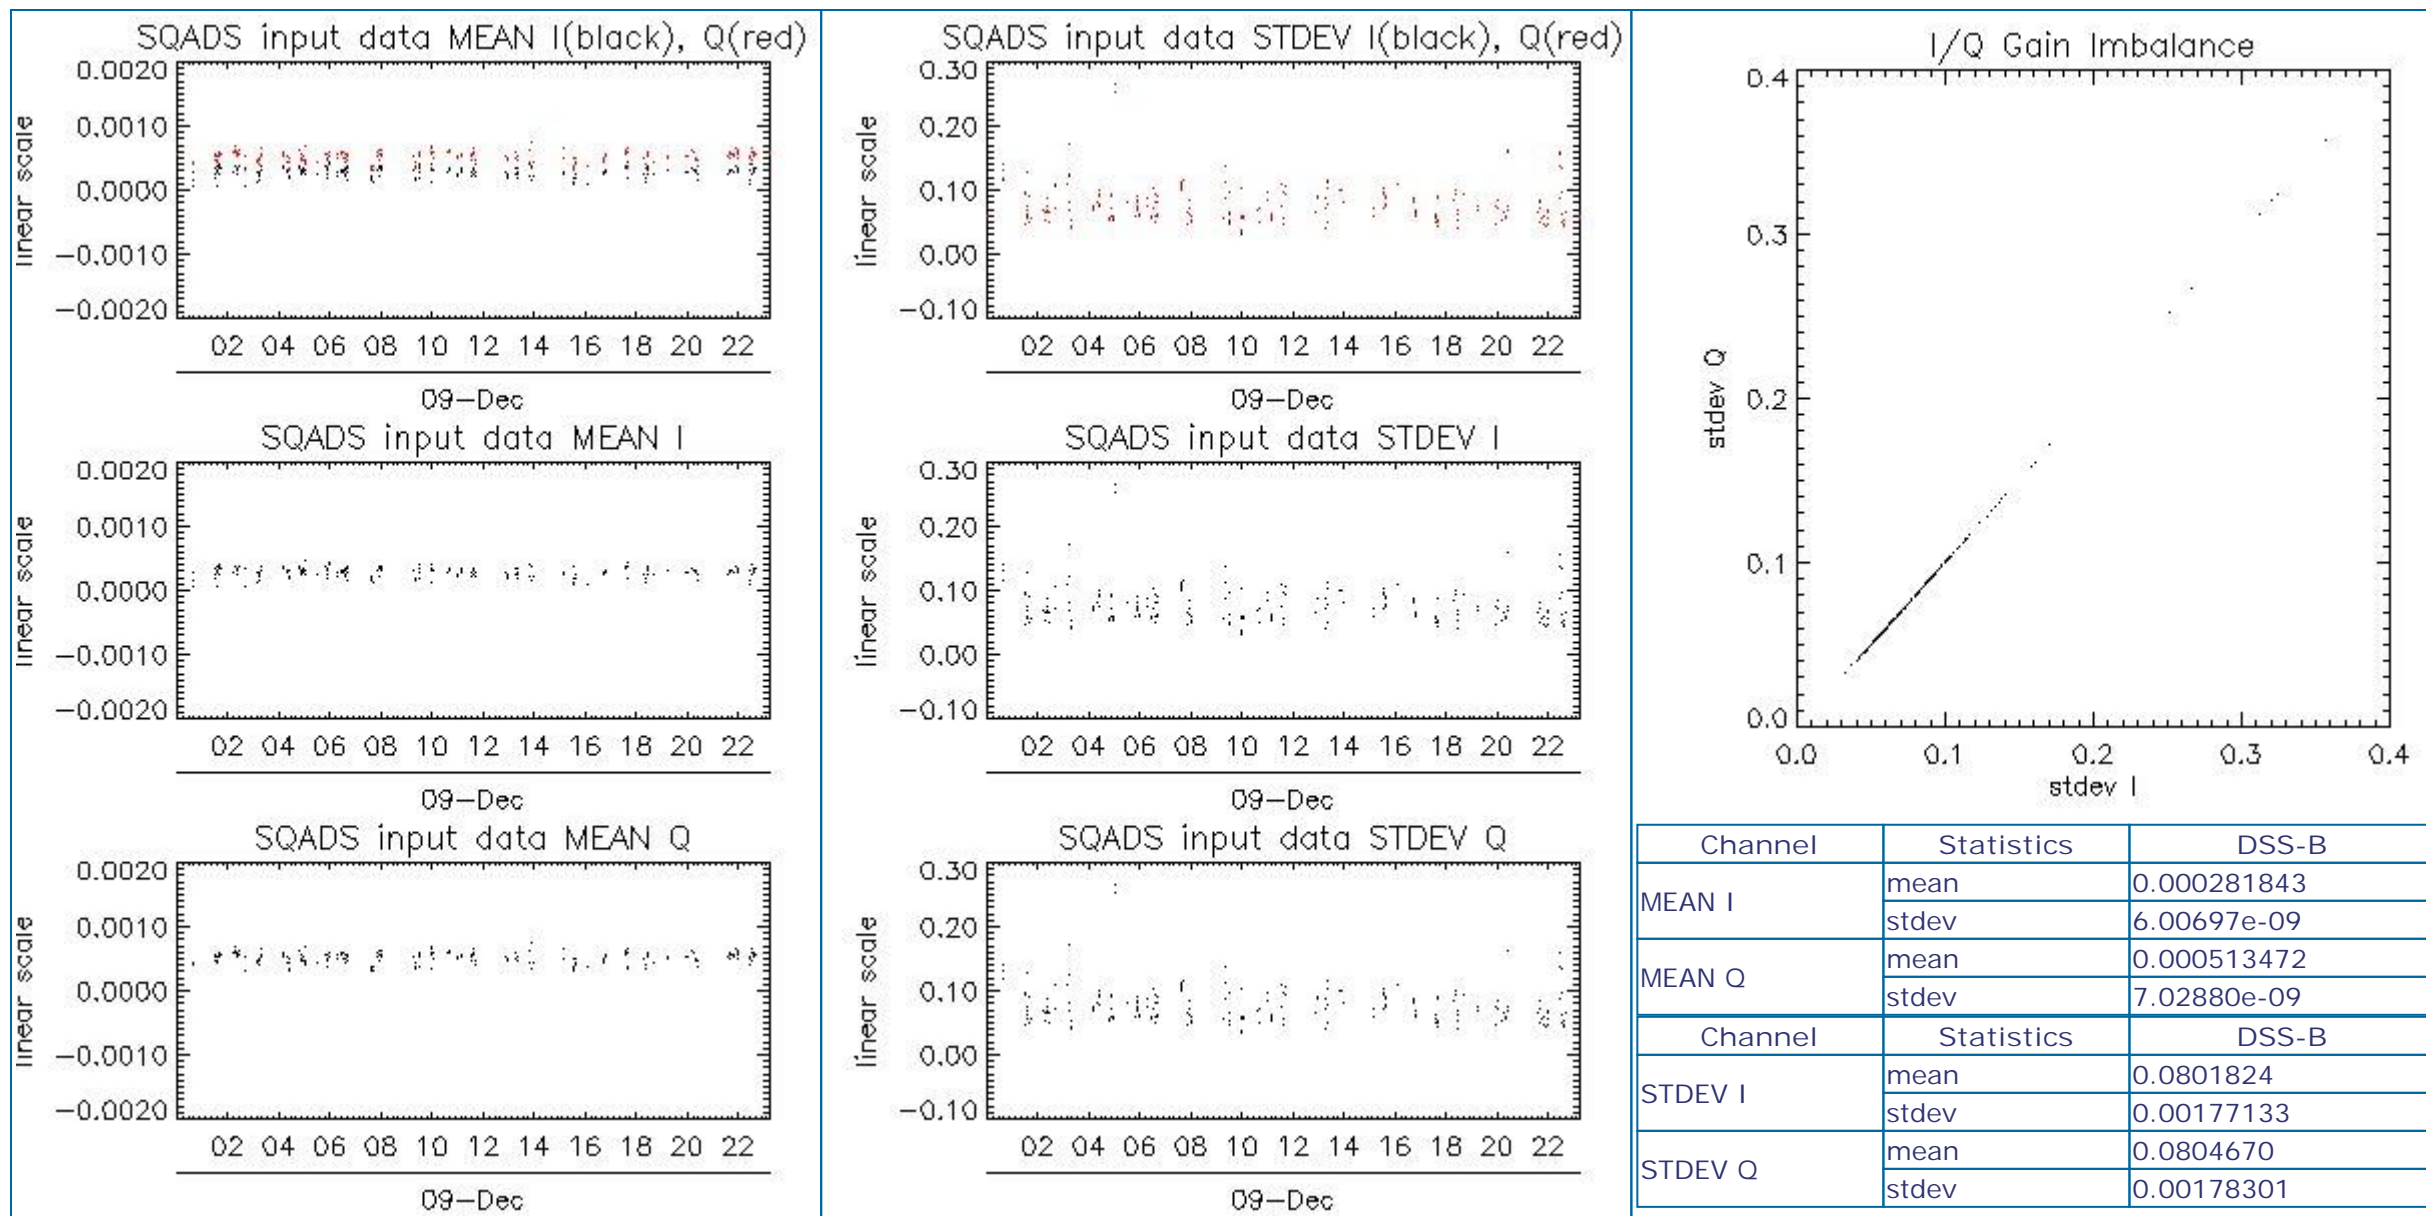 SQADS input data MEAN I(black), Q(red)
0.0020
0.0010
0.0000
-0.0010
-0.0020
linear scale
02 04 06 08 10 12 14 16 18 20 22
09-Dec
SQADS input data MEAN I
0.0020
0.0010
0.0000
-0.0010
-0.0020
linear scale
02 04 06 08 10 12 14 16 18 20 22
09-Dec
SQADS input data MEAN Q
0.0020
0.0010
0.0000
-0.0010
-0.0020
linear scale
02 04 06 08 10 12 14 16 18 20 22
09-Dec
SQADS input data STDEV I(black), Q(red)
0.30
0.20
0.10
0.00
-0.10
linear scale
02 04 06 08 10 12 14 16 18 20 22
09-Dec
SQADS input data STDEV I
0.30
0.20
0.10
0.00
-0.10
linear scale
02 04 06 08 10 12 14 16 18 20 22
09-Dec
SQADS input data STDEV Q
0.30
0.20
0.10
0.00
-0.10
linear scale
02 04 06 08 10 12 14 16 18 20 22
09-Dec
I/Q Gain Imbalance
0.4
0.3
0.2
0.1
0.0
stdev Q
0.0 0.1 0.2 0.3 0.4
stdev I
Channel Statistics DSS-B
MEAN I mean 0.000281843
stdev 6.00697e-09
MEAN Q mean 0.000513472
stdev 7.02880e-09
Channel Statistics DSS-B
STDEV I mean 0.0801824
stdev 0.00177133
STDEV Q mean 0.0804670
stdev 0.00178301